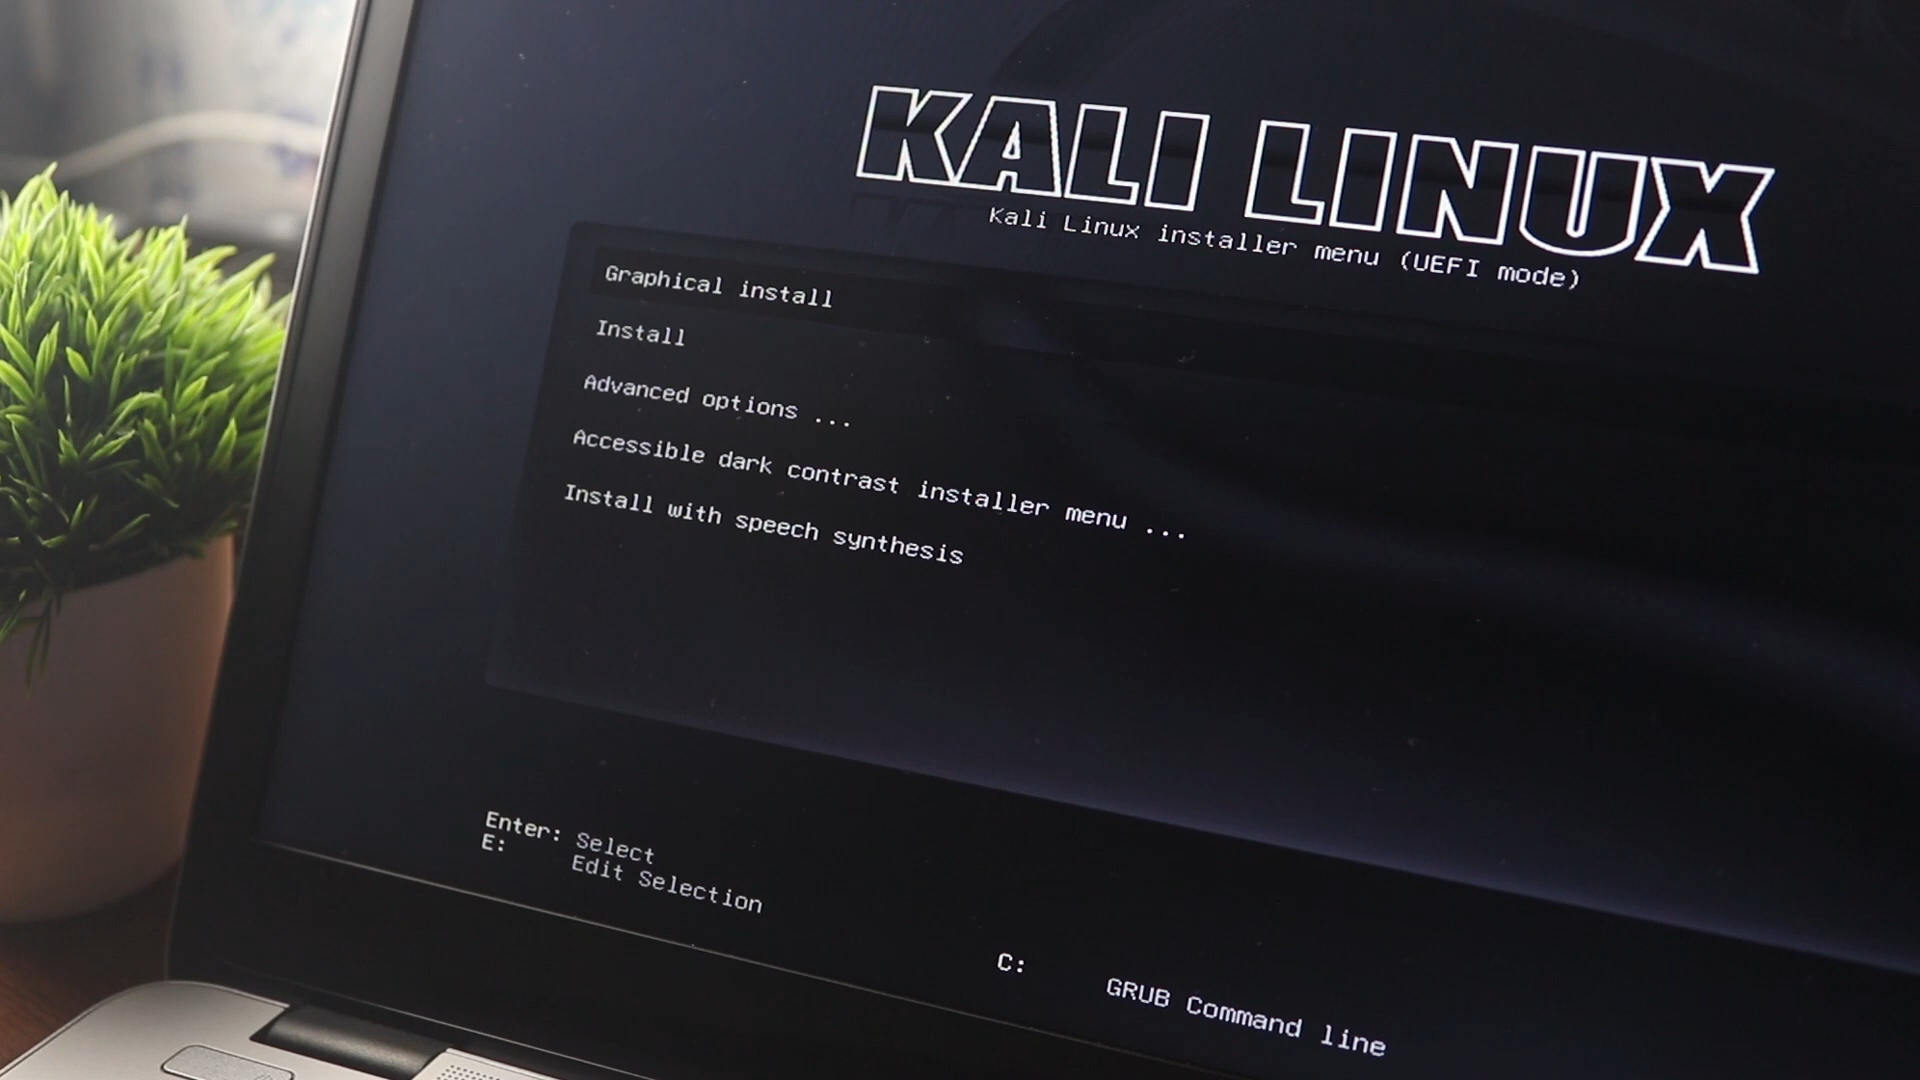 KALI LINUX
Kali Linux installer menu (UEFI mode)
Graphical install
Install
Advanced options ...
Accessible dark contrast installer menu ...
Install with speech synthesis
Enter: Select
E: Edit Selection
C: GRUB Command line